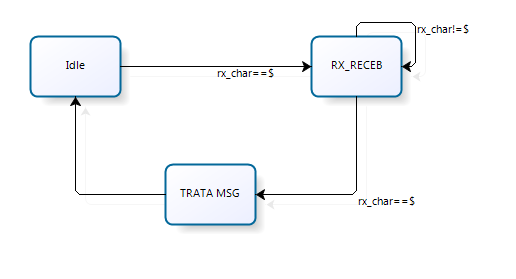 rx_char!=$
Idle
RX_RECEB
rx_char==$
TRATA MSG
rx_char==$